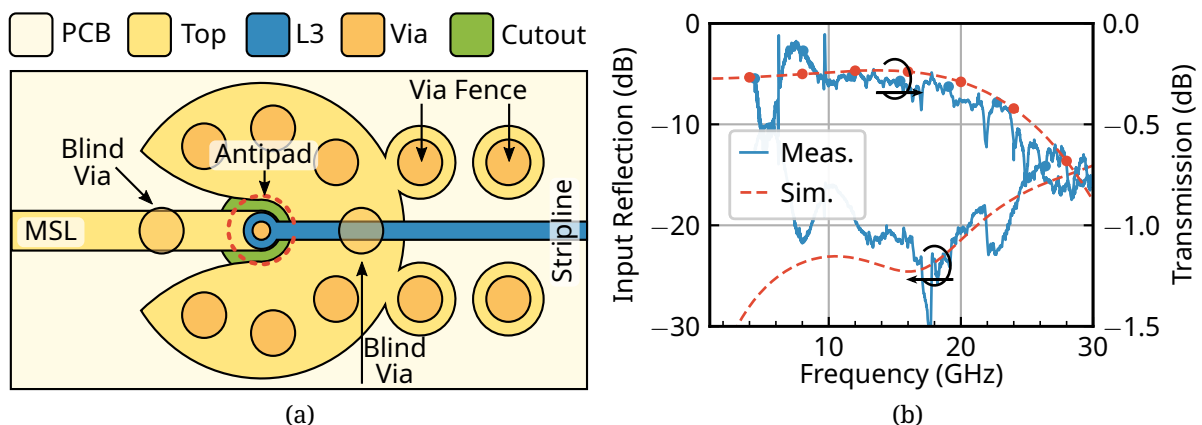 PCB Top L3 Via Cutout
Via Fence
Blind
Via
Antipad
MSL
Stripline
Blind
Via
(a)
Input Reflection (dB)
0
−10
−20
−30
Meas.
Sim.
10 20 30
Frequency (GHz)
0.0
−0.5
−1.0
−1.5
Transmission (dB)
(b)